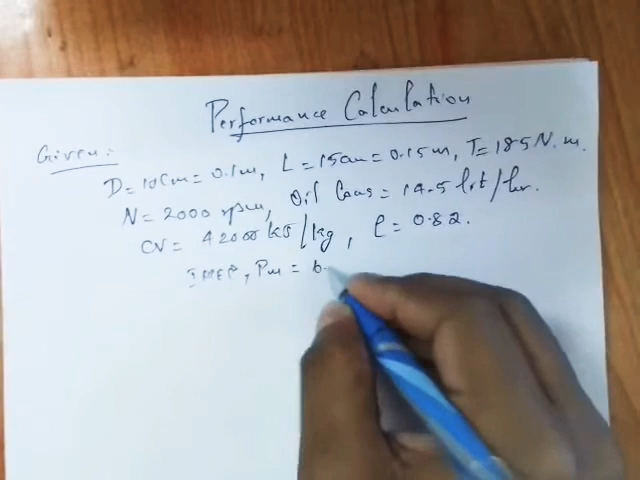 Performance Calculation
Given:
D = 10cm = 0.1m, L = 15cm = 0.15m, T = 185 N.m.
N = 2000 rpm, Oil Cons = 14.5 lit/hr.
CV = 42000 kJ/kg, ρ = 0.82.
IMEP, Pm = 6.